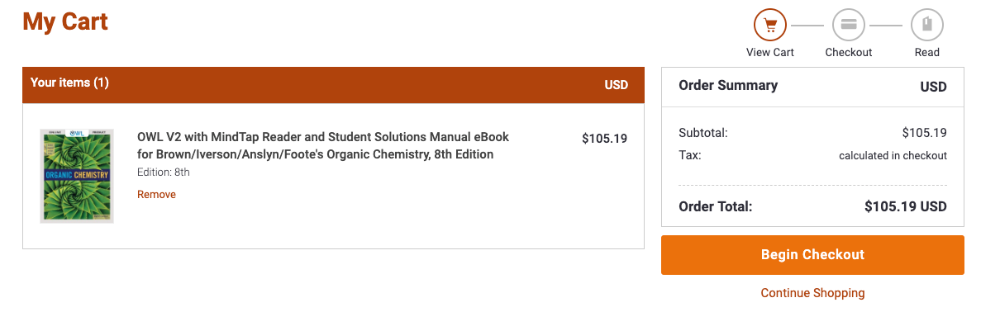 My Cart
View Cart
Checkout
Read
Your items (1)
USD
OWL
ORGANIC CHEMISTRY
OWL V2 with MindTap Reader and Student Solutions Manual eBook
for Brown/Iverson/Anslyn/Foote's Organic Chemistry, 8th Edition
$105.19
Edition: 8th
Remove
Order Summary
USD
Subtotal:
$105.19
Tax:
calculated in checkout
Order Total:
$105.19 USD
Begin Checkout
Continue Shopping